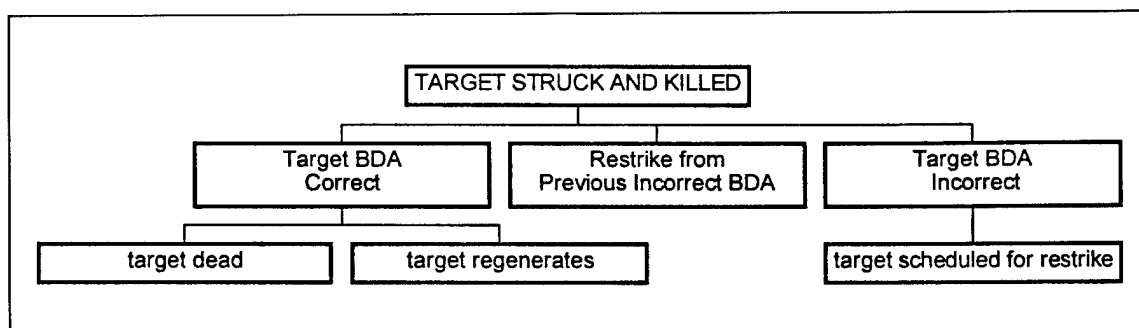 TARGET STRUCK AND KILLED
Target BDA
Correct
Restrike from
Previous Incorrect BDA
Target BDA
Incorrect
target dead
target regenerates
target scheduled for restrike